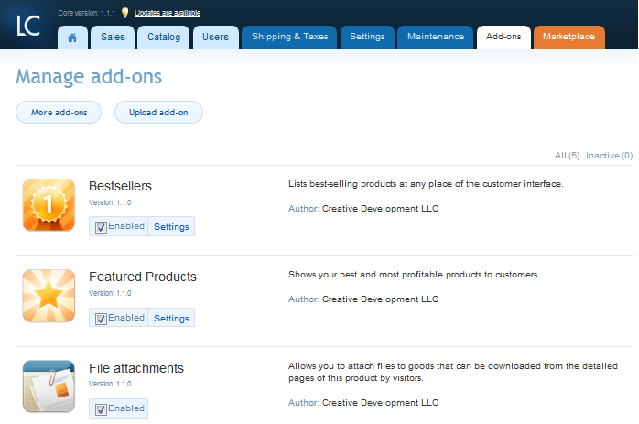 LC
Core version: 1.1.1 Updates are available
Sales Catalog Users Shipping & Taxes Settings Maintenance Add-ons Marketplace
Manage add-ons
More add-ons Upload add-on
All (5) Inactive (0)
1
Bestsellers
Version: 1.1.0
Enabled Settings
Lists best-selling products at any place of the customer interface.
Author: Creative Development LLC
Featured Products
Version: 1.1.0
Enabled Settings
Shows your best and most profitable products to customers
Author: Creative Development LLC
File attachments
Version: 1.1.0
Enabled
Allows you to attach files to goods that can be downloaded from the detailed
pages of this product by visitors.
Author: Creative Development LLC